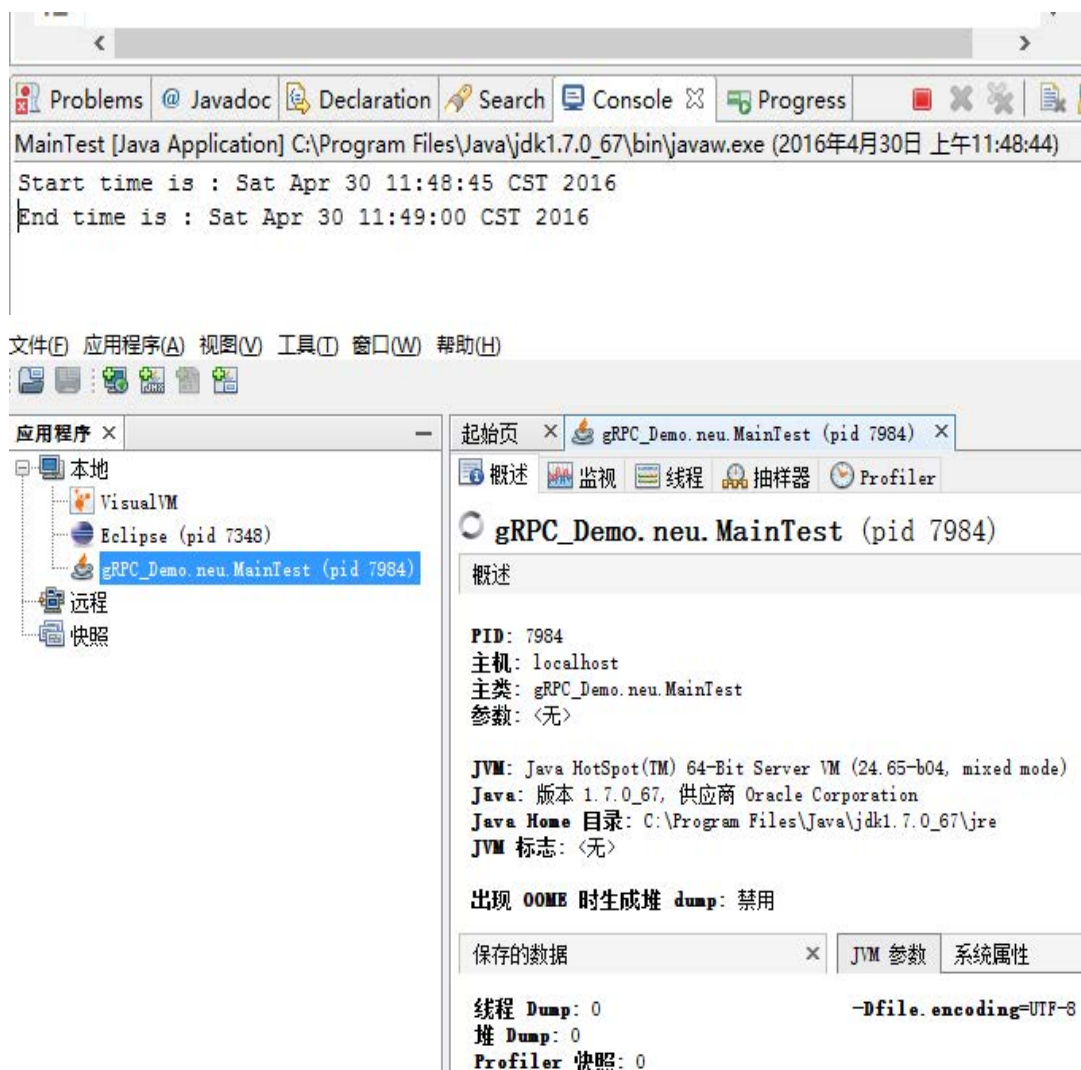 Problems @ Javadoc Declaration Search Console Progress
MainTest [Java Application] C:\Program Files\Java\jdk1.7.0_67\bin\javaw.exe (2016年4月30日 上午11:48:44)
Start time is : Sat Apr 30 11:48:45 CST 2016
End time is : Sat Apr 30 11:49:00 CST 2016
文件(F) 应用程序(A) 视图(V) 工具(T) 窗口(W) 帮助(H)
应用程序
本地
VisualVM
Eclipse (pid 7348)
gRPC_Demo.neu.MainTest (pid 7984)
远程
快照
起始页 gRPC_Demo.neu.MainTest (pid 7984)
概述 监视 线程 抽样器 Profiler
gRPC_Demo.neu.MainTest (pid 7984)
概述
PID: 7984
主机: localhost
主类: gRPC_Demo.neu.MainTest
参数: <无>
JVM: Java HotSpot(TM) 64-Bit Server VM (24.65-b04, mixed mode)
Java: 版本 1.7.0_67, 供应商 Oracle Corporation
Java Home 目录: C:\Program Files\Java\jdk1.7.0_67\jre
JVM 标志: <无>
出现 OOME 时生成堆 dump: 禁用
保存的数据
JVM 参数 系统属性
线程 Dump: 0
堆 Dump: 0
Profiler 快照: 0
-Dfile.encoding=UTF-8